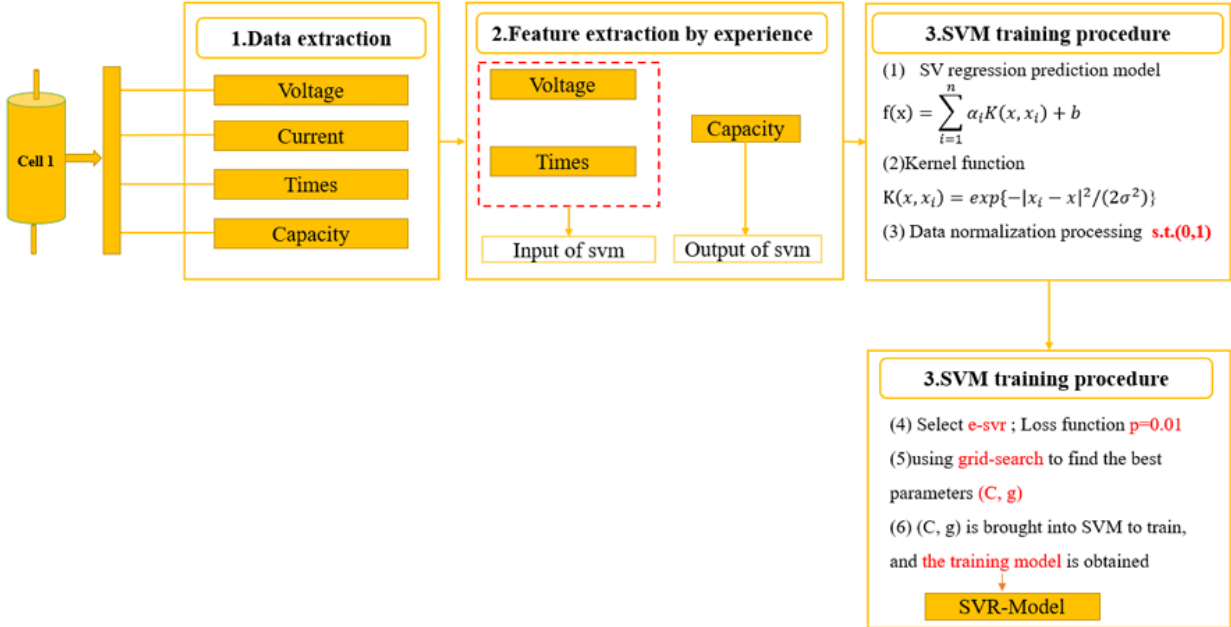 Cell 1
1.Data extraction
Voltage
Current
Times
Capacity
2.Feature extraction by experience
Voltage
Times
Capacity
Input of svm
Output of svm
3.SVM training procedure
(1) SV regression prediction model
f(x) = ∑_{i=1}^{n} α_i K(x, x_i) + b
(2)Kernel function
K(x, x_i) = exp{−|x_i − x|²/(2σ²)}
(3) Data normalization processing s.t.(0,1)
3.SVM training procedure
(4) Select e-svr ; Loss function p=0.01
(5)using grid-search to find the best
parameters (C, g)
(6) (C, g) is brought into SVM to train,
and the training model is obtained
SVR-Model